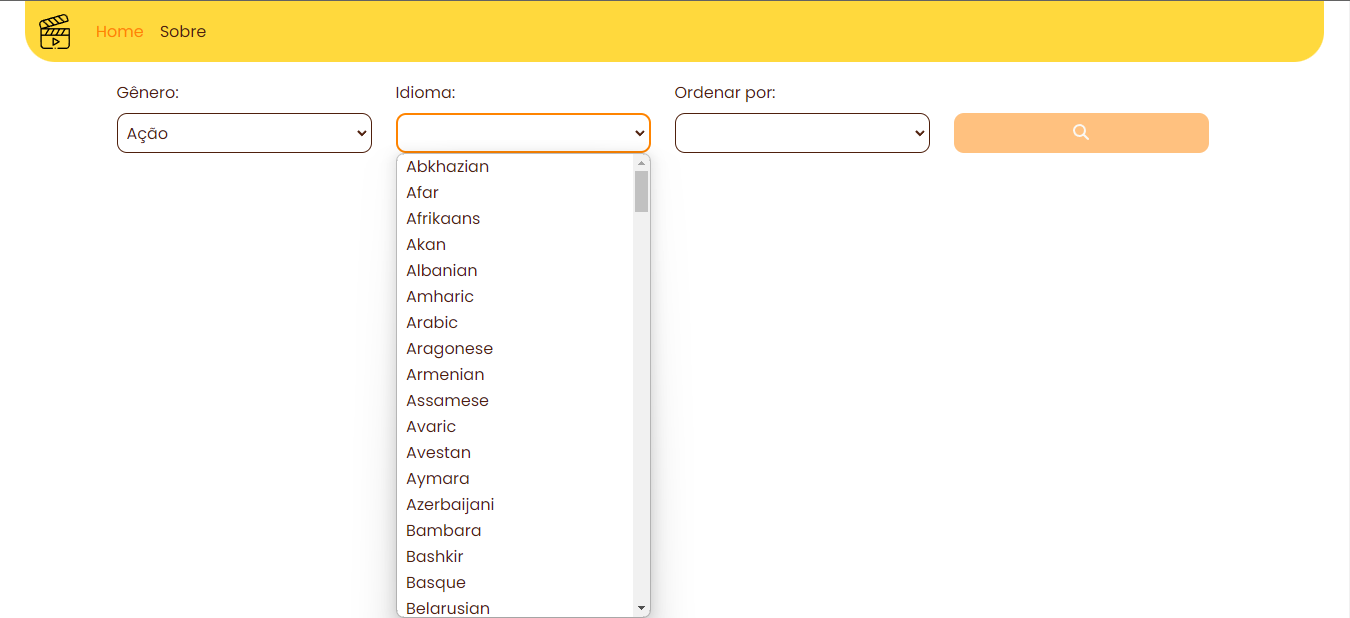 Home Sobre
Gênero: Idioma: Ordenar por:
Ação
Abkhazian
Afar
Afrikaans
Akan
Albanian
Amharic
Arabic
Aragonese
Armenian
Assamese
Avaric
Avestan
Aymara
Azerbaijani
Bambara
Bashkir
Basque
Belarusian